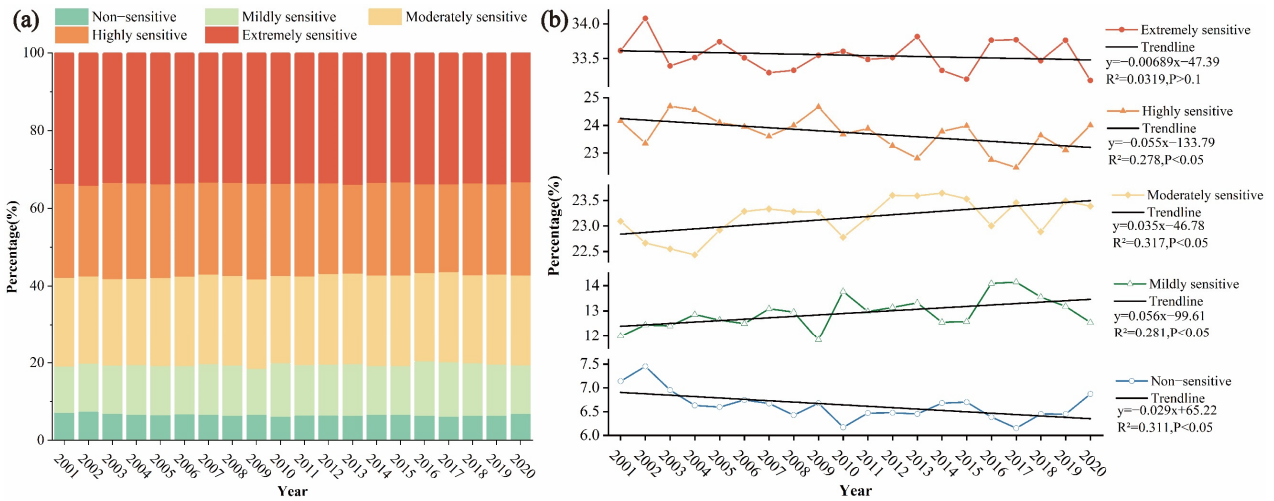 (a)
Non−sensitive
Mildly sensitive
Moderately sensitive
Highly sensitive
Extremely sensitive
100
80
60
40
20
0
Percentage(%)
2001
2002
2003
2004
2005
2006
2007
2008
2009
2010
2011
2012
2013
2014
2015
2016
2017
2018
2019
2020
Year
(b)
34.0
33.5
Extremely sensitive
Trendline
y=−0.00689x−47.39
R²=0.0319,P>0.1
25
24
23
Highly sensitive
Trendline
y=−0.055x−133.79
R²=0.278,P<0.05
23.5
23.0
22.5
Moderately sensitive
Trendline
y=0.035x−46.78
R²=0.317,P<0.05
14
13
12
Mildly sensitive
Trendline
y=0.056x−99.61
R²=0.281,P<0.05
7.5
7.0
6.5
6.0
Non−sensitive
Trendline
y=−0.029x+65.22
R²=0.311,P<0.05
Percentage(%)
2001
2002
2003
2004
2005
2006
2007
2008
2009
2010
2011
2012
2013
2014
2015
2016
2017
2018
2019
2020
Year